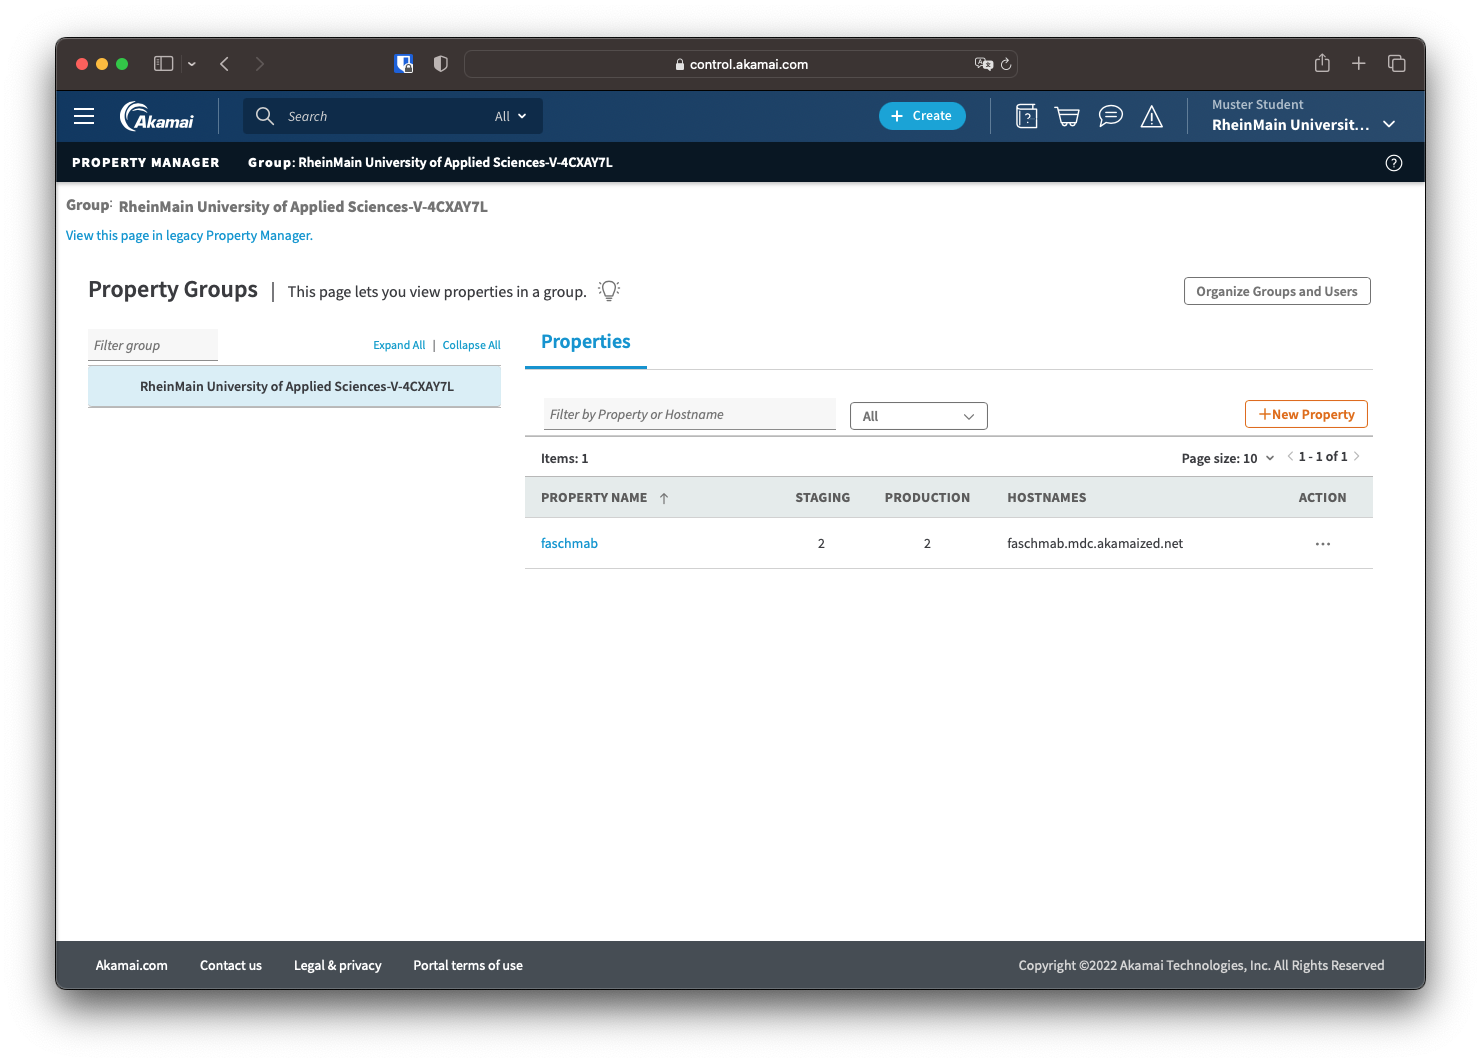 control.akamai.com
Akamai
Search
All
+ Create
Muster Student
RheinMain Universit...
PROPERTY MANAGER
Group: RheinMain University of Applied Sciences-V-4CXAY7L
Group: RheinMain University of Applied Sciences-V-4CXAY7L
View this page in legacy Property Manager.
Property Groups | This page lets you view properties in a group.
Organize Groups and Users
Filter group
Expand All | Collapse All
RheinMain University of Applied Sciences-V-4CXAY7L
Properties
Filter by Property or Hostname
All
+New Property
Items: 1
Page size: 10
1 - 1 of 1
PROPERTY NAME STAGING PRODUCTION HOSTNAMES ACTION
faschmab 2 2 faschmab.mdc.akamaized.net ...
Akamai.com Contact us Legal & privacy Portal terms of use
Copyright ©2022 Akamai Technologies, Inc. All Rights Reserved